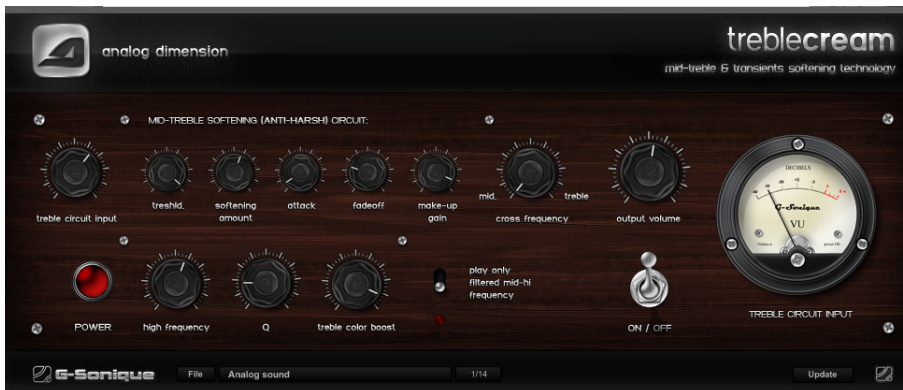 analog dimension
treblecream
mid-treble & transients softening technology
MID-TREBLE SOFTENING (ANTI-HARSH) CIRCUIT:
treble circuit input
treshld.
softening
amount
attack
fadeoff
make-up
gain
mid.
treble
cross frequency
output volume
DECIBELS
G-Sonique
VU
POWER
high frequency
Q
treble color boost
play only
filtered mid-hi
frequency
ON / OFF
TREBLE CIRCUIT INPUT
G-Sonique
File
Analog sound
1/14
Update